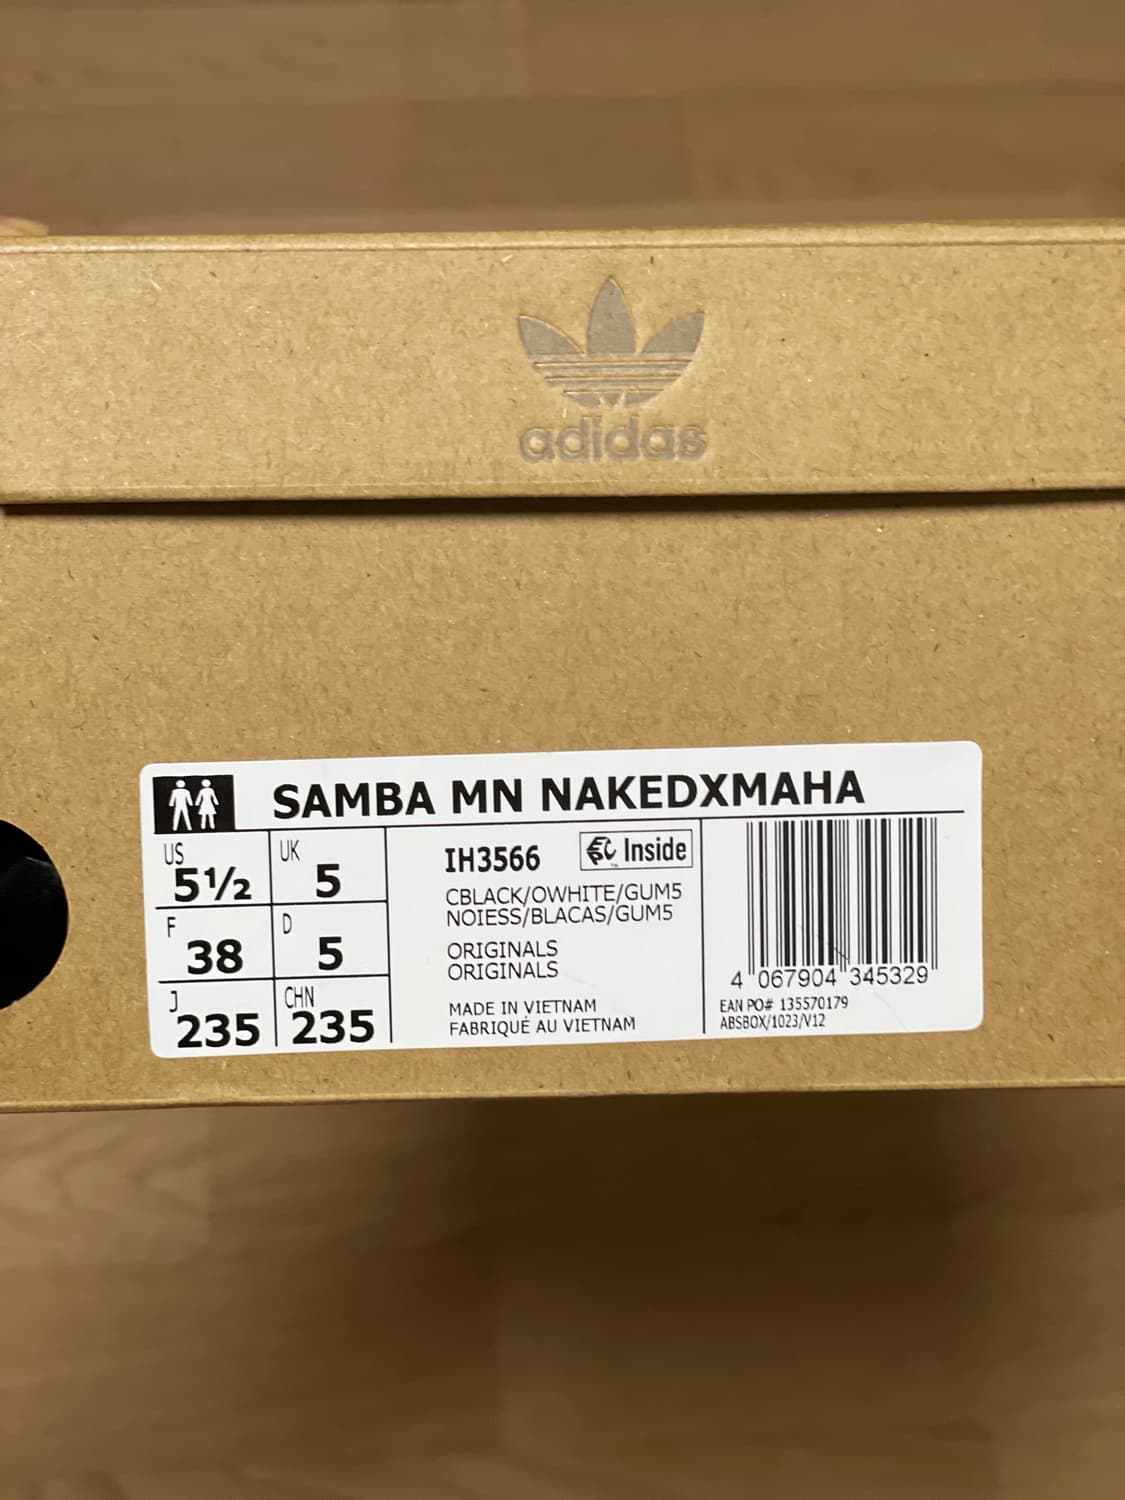 adidas
SAMBA MN NAKEDXMAHA
US
5½
UK
5
F
38
D
5
J
235
CHN
235
IH3566
Inside
CBLACK/OWHITE/GUM5
NOIESS/BLACAS/GUM5
ORIGINALS
ORIGINALS
MADE IN VIETNAM
FABRIQUÉ AU VIETNAM
4 067904 345329
EAN PO# 135570179
ABSBOX/1023/V12